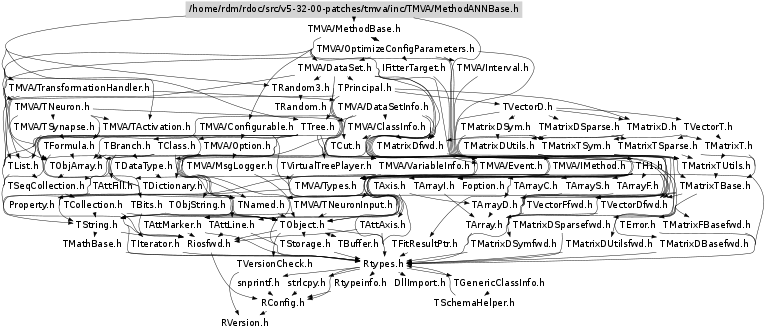 /home/rdm/rdoc/src/v5-32-00-patches/tmva/inc/TMVA/MethodANNBase.h
TMVA/MethodBase.h
TMVA/OptimizeConfigParameters.h
TMVA/DataSet.h IFitterTarget.h TMVA/Interval.h
TMVA/TransformationHandler.h TRandom3.h TPrincipal.h
TMVA/TNeuron.h TRandom.h TMVA/DataSetInfo.h TVectorD.h
TMVA/TSynapse.h TMVA/TActivation.h TMVA/Configurable.h TTree.h TMVA/ClassInfo.h TMatrixDSym.h TMatrixDSparse.h TMatrixD.h TVectorT.h
TFormula.h TBranch.h TClass.h TMVA/Option.h TCut.h TMatrixDfwd.h TMatrixDUtils.h TMatrixTSym.h TMatrixTSparse.h TMatrixT.h
TList.h TObjArray.h TDataType.h TMVA/MsgLogger.h TVirtualTreePlayer.h TMVA/VariableInfo.h TMVA/Event.h TMVA/IMethod.h TH1.h TMatrixTUtils.h
TSeqCollection.h TAttFill.h TDictionary.h TMVA/Types.h TAxis.h TArrayI.h Foption.h TArrayC.h TArrayS.h TArrayF.h TMatrixTBase.h
Property.h TCollection.h TBits.h TObjString.h TNamed.h TMVA/TNeuronInput.h TArrayD.h TVectorFfwd.h TVectorDfwd.h
TString.h TAttMarker.h TAttLine.h TObject.h TAttAxis.h TArray.h TMatrixDSparsefwd.h TError.h TMatrixFBasefwd.h
TMathBase.h TIterator.h Riosfwd.h TStorage.h TBuffer.h TFitResultPtr.h TMatrixDSymfwd.h TMatrixDUtilsfwd.h TMatrixDBasefwd.h
TVersionCheck.h Rtypes.h
snprintf.h strlcpy.h Rtypeinfo.h DllImport.h TGenericClassInfo.h
RConfig.h TSchemaHelper.h
RVersion.h